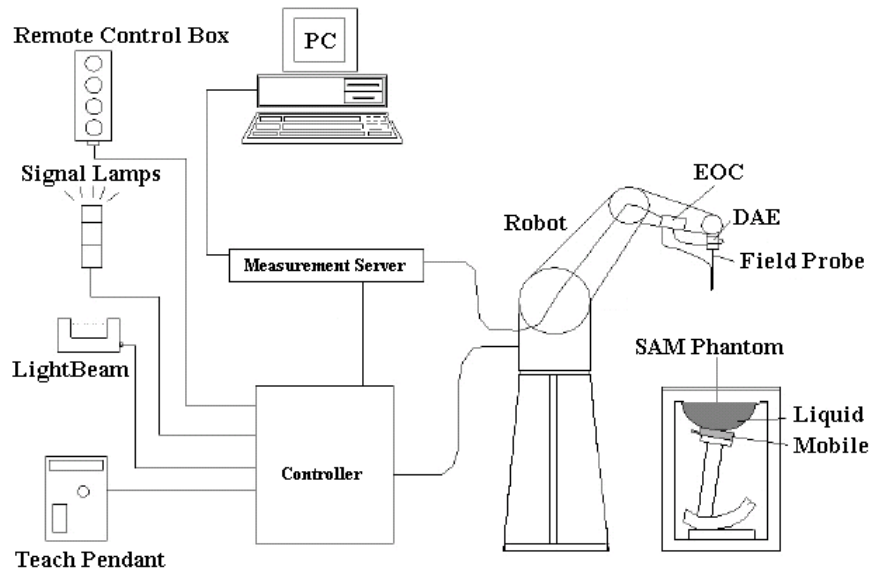 Remote Control Box
PC
Signal Lamps
EOC
DAE
Robot
Field Probe
Measurement Server
SAM Phantom
LightBeam
Liquid
Mobile
Controller
Teach Pendant